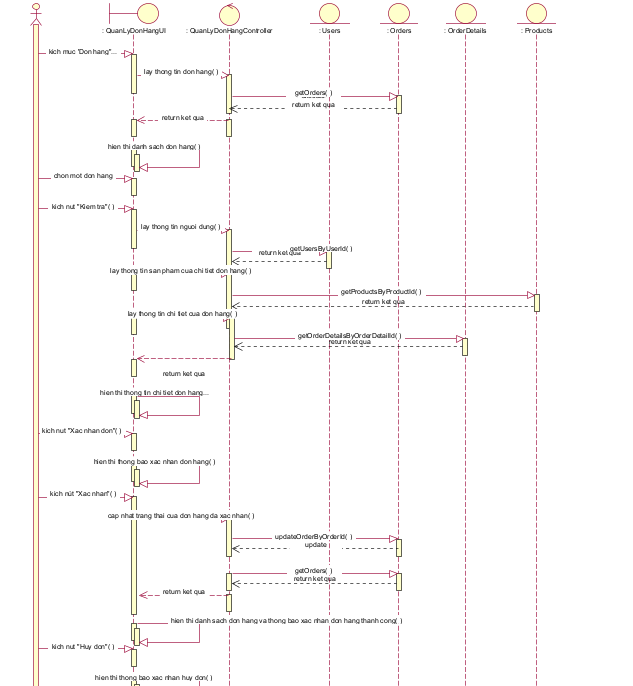 : QuanLyDonHangUI
: QuanLyDonHangController
: Users
: Orders
: OrderDetails
: Products
kich muc "Don hang"...
lay thong tin don hang( )
getOrders( )
return ket qua
return ket qua
hien thi danh sach don hang( )
chon mot don hang
kich nut "Kiem tra"( )
lay thong tin nguoi dung( )
getUsersByUserId( )
return ket qua
lay thong tin san pham cua chi tiet don hang( )
getProductsByProductId( )
return ket qua
lay thong tin chi tiet cua don hang( )
getOrderDetailsByOrderDetailId( )
return ket qua
return ket qua
hien thi thong tin chi tiet don hang...
kich nut "Xac nhan don"( )
hien thi thong bao xac nhan don hang( )
kich nút "Xac nhan"( )
cap nhat trang thai cua don hang da xac nhan( )
updateOrderByOrderId( )
update
getOrders( )
return ket qua
return ket qua
hien thi danh sach don hang va thong bao xac nhan don hang thanh cong( )
kich nut "Huy don"( )
hien thi thong bao xac nhan huy don( )